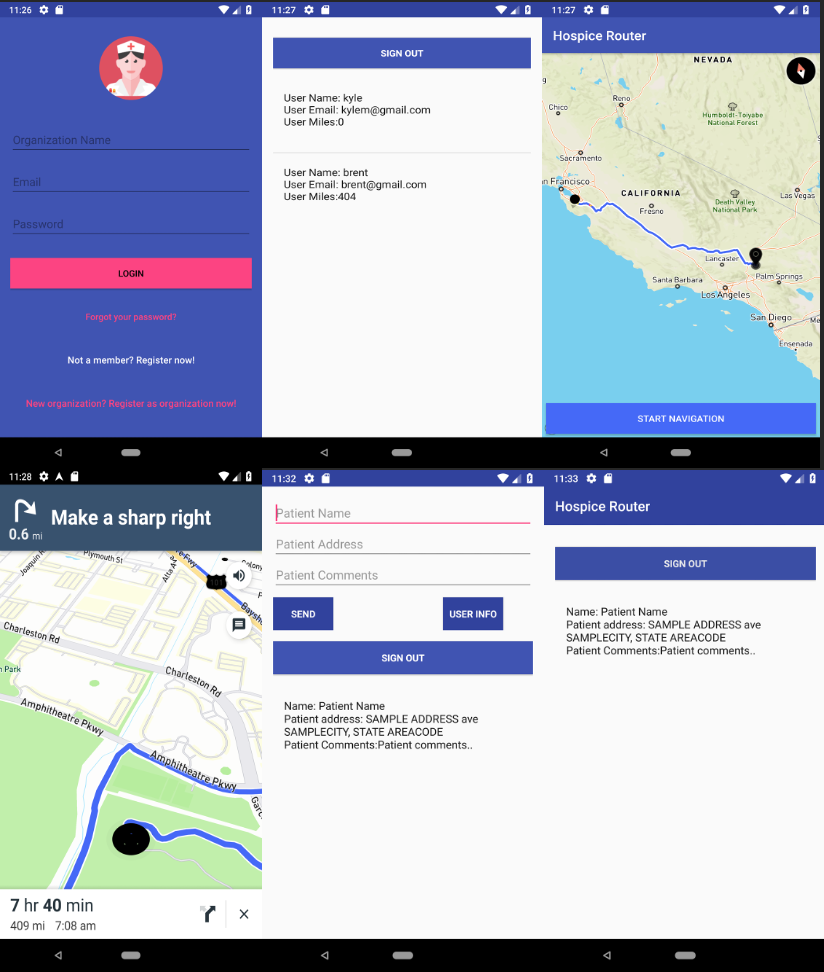 11:26
Organization Name
Email
Password
LOGIN
Forgot your password?
Not a member? Register now!
New organization? Register as organization now!
11:27
SIGN OUT
User Name: kyle
User Email: kylem@gmail.com
User Miles:0
User Name: brent
User Email: brent@gmail.com
User Miles:404
11:27
Hospice Router
NEVADA
Chico
Reno
Humboldt-Toiyabe
National Forest
Sacramento
n Francisco
CALIFORNIA
Fresno
Death Valley
National Park
Las Vegas
Lancaster
Palm Springs
Santa Barbara
Los Angeles
San Diego
Me
Ensenada
START NAVIGATION
11:28
Make a sharp right
0.6 mi
Plymouth St
Joaquin
Alta Av
e Fwy
101
Colony
Baysh
Charleston Rd
Charleston Rd
n Park
Amphitheatre Pkwy
Amphitheatre Pkwy
Garc
7 hr 40 min
409 mi 7:08 am
11:32
Patient Name
Patient Address
Patient Comments
SEND
USER INFO
SIGN OUT
Name: Patient Name
Patient address: SAMPLE ADDRESS ave
SAMPLECITY, STATE AREACODE
Patient Comments:Patient comments..
11:33
Hospice Router
SIGN OUT
Name: Patient Name
Patient address: SAMPLE ADDRESS ave
SAMPLECITY, STATE AREACODE
Patient Comments:Patient comments..